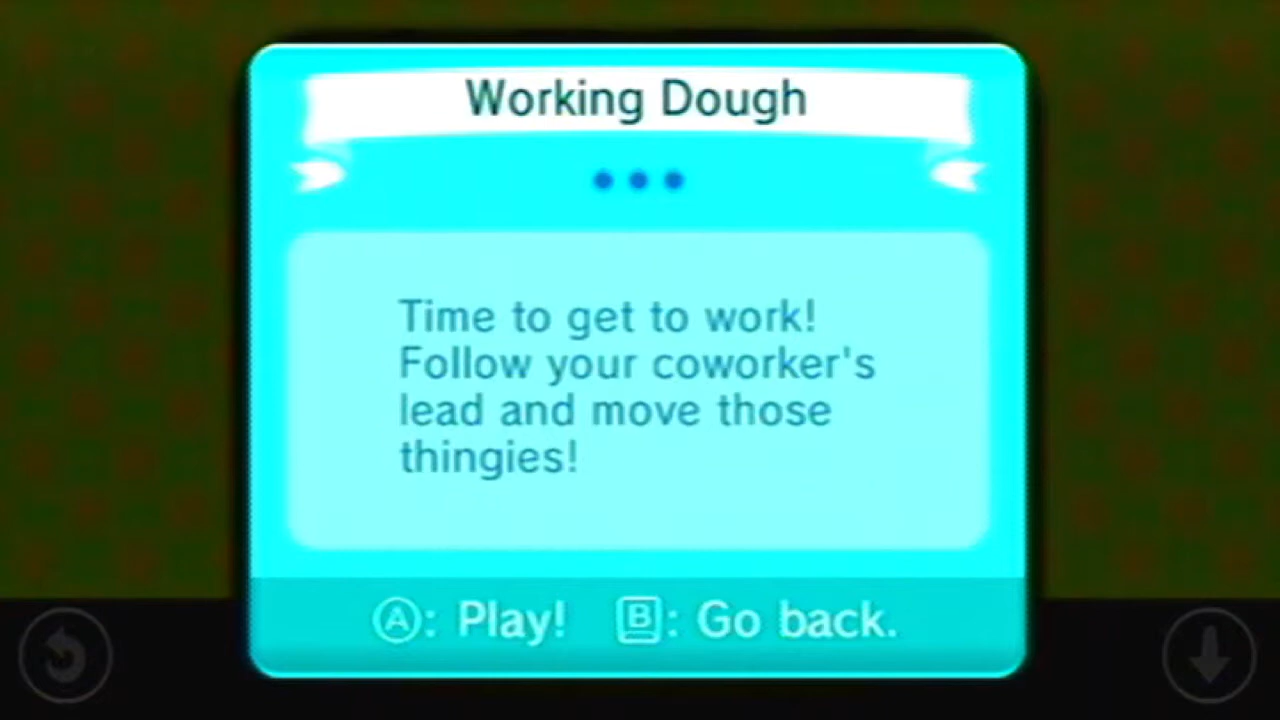 Working Dough
Time to get to work!
Follow your coworker's
lead and move those
thingies!
A: Play! B: Go back.